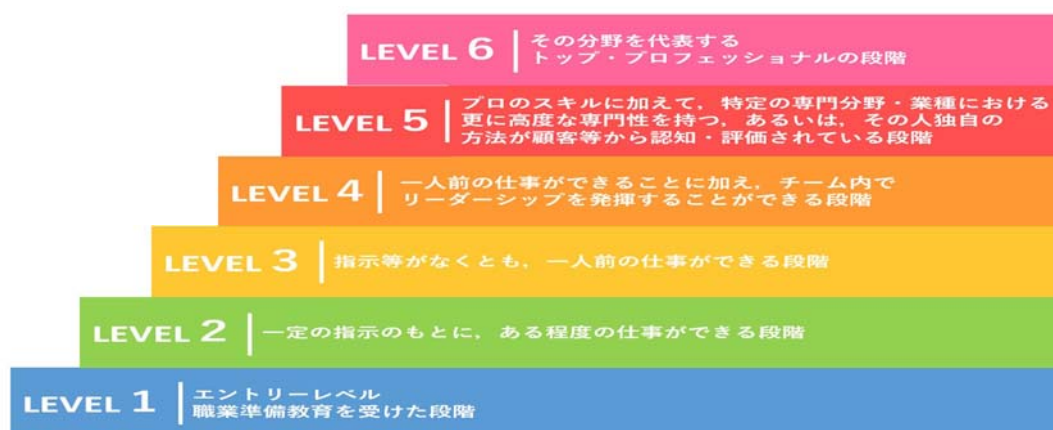 LEVEL 6
その分野を代表する
トップ・プロフェッショナルの段階
LEVEL 5
プロのスキルに加えて，特定の専門分野・業種における
更に高度な専門性を持つ，あるいは，その人独自の
方法が顧客等から認知・評価されている段階
LEVEL 4
一人前の仕事ができることに加え，チーム内で
リーダーシップを発揮することができる段階
LEVEL 3
指示等がなくとも，一人前の仕事ができる段階
LEVEL 2
一定の指示のもとに，ある程度の仕事ができる段階
LEVEL 1
エントリーレベル
職業準備教育を受けた段階